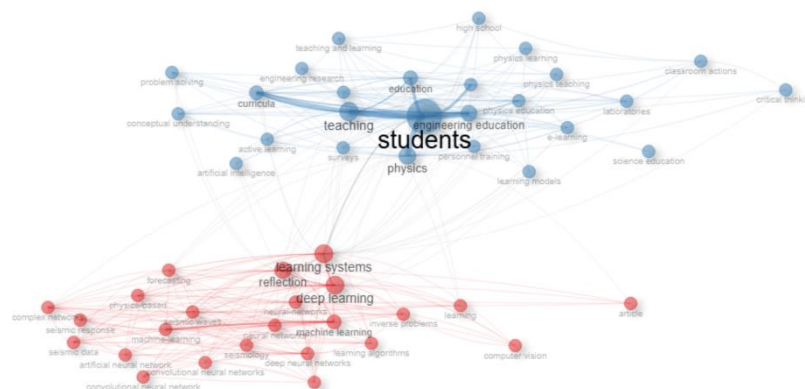 high school
teaching and learning
physics learning
classroom actions
engineering research
problem solving
physics teaching
education
critical thinki
curricula
physics education
laboratories
conceptual understanding
teaching
engineering education
e-learning
students
active learning
surveys
personnel training
science education
physics
artificial intelligence
learning models
learning systems
forecasting
reflection
deep learning
physics-based
neural networks
complex networks
learning
article
seismic waves
inverse problems
seismic response
machine learning
neural networks
machine learning
seismic data
seismology
learning algorithms
computer vision
artificial neural network
deep neural networks
convolutional neural networks
convolutional neural network